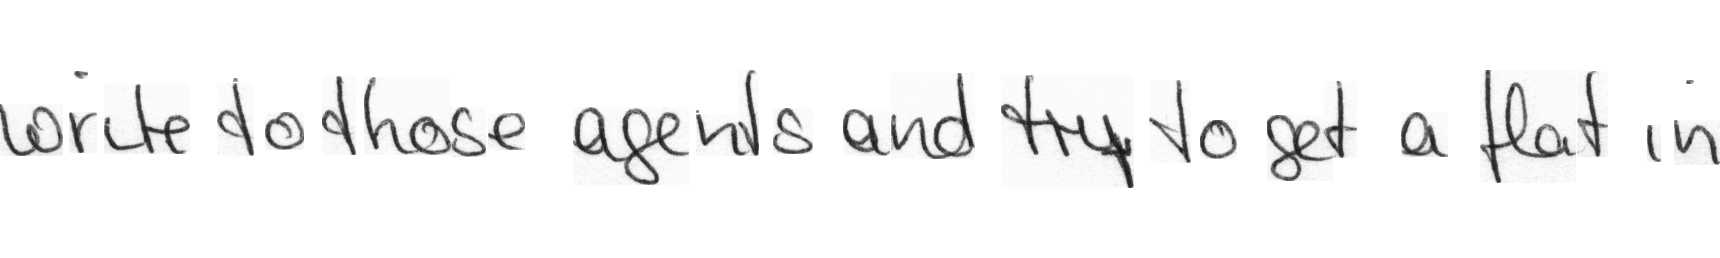 write to those agents and try to get a flat in